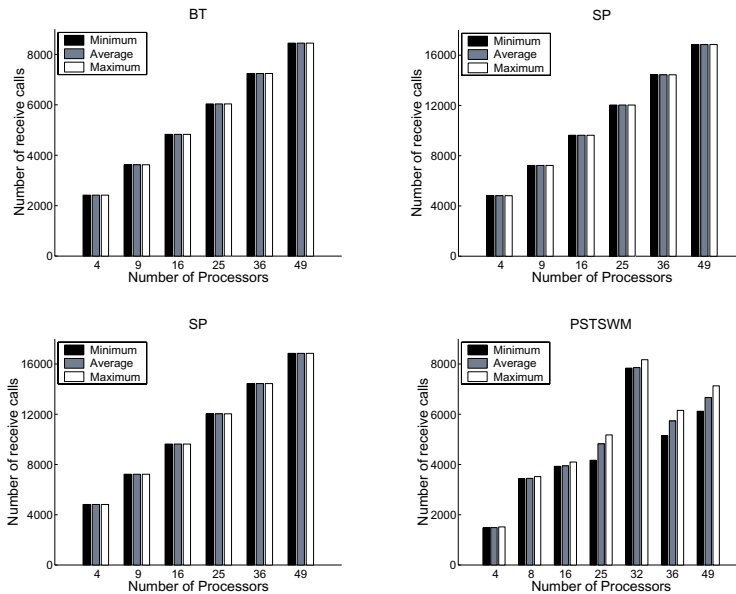 BT
Number of receive calls
8000
6000
4000
2000
0
Minimum
Average
Maximum
4 9 16 25 36 49
Number of Processors
SP
Number of receive calls
16000
12000
8000
4000
0
Minimum
Average
Maximum
4 9 16 25 36 49
Number of Processors
SP
Number of receive calls
16000
12000
8000
4000
0
Minimum
Average
Maximum
4 9 16 25 36 49
Number of Processors
PSTSWM
Number of receive calls
8000
6000
4000
2000
0
Minimum
Average
Maximum
4 8 16 25 32 36 49
Number of Processors